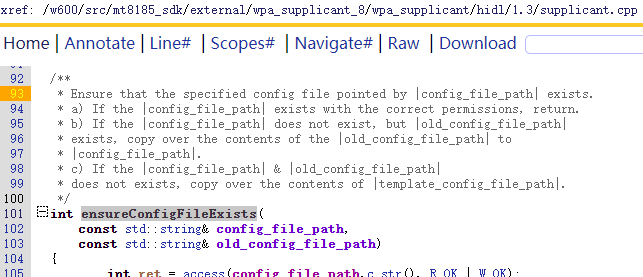 xref: /w600/src/mt8185_sdk/external/wpa_supplicant_8/wpa_supplicant/hidl/1.3/supplicant.cpp
Home | Annotate | Line# | Scopes# | Navigate# | Raw | Download
92 /**
93 * Ensure that the specified config file pointed by |config_file_path| exists.
94 * a) If the |config_file_path| exists with the correct permissions, return.
95 * b) If the |config_file_path| does not exist, but |old_config_file_path|
96 * exists, copy over the contents of the |old_config_file_path| to
97 * |config_file_path|.
98 * c) If the |config_file_path| & |old_config_file_path|
99 * does not exists, copy over the contents of |template_config_file_path|.
100 */
101 int ensureConfigFileExists(
102 const std::string& config_file_path,
103 const std::string& old_config_file_path)
104 {
105 int ret = access(config_file_path.c_str(), R_OK | W_OK);